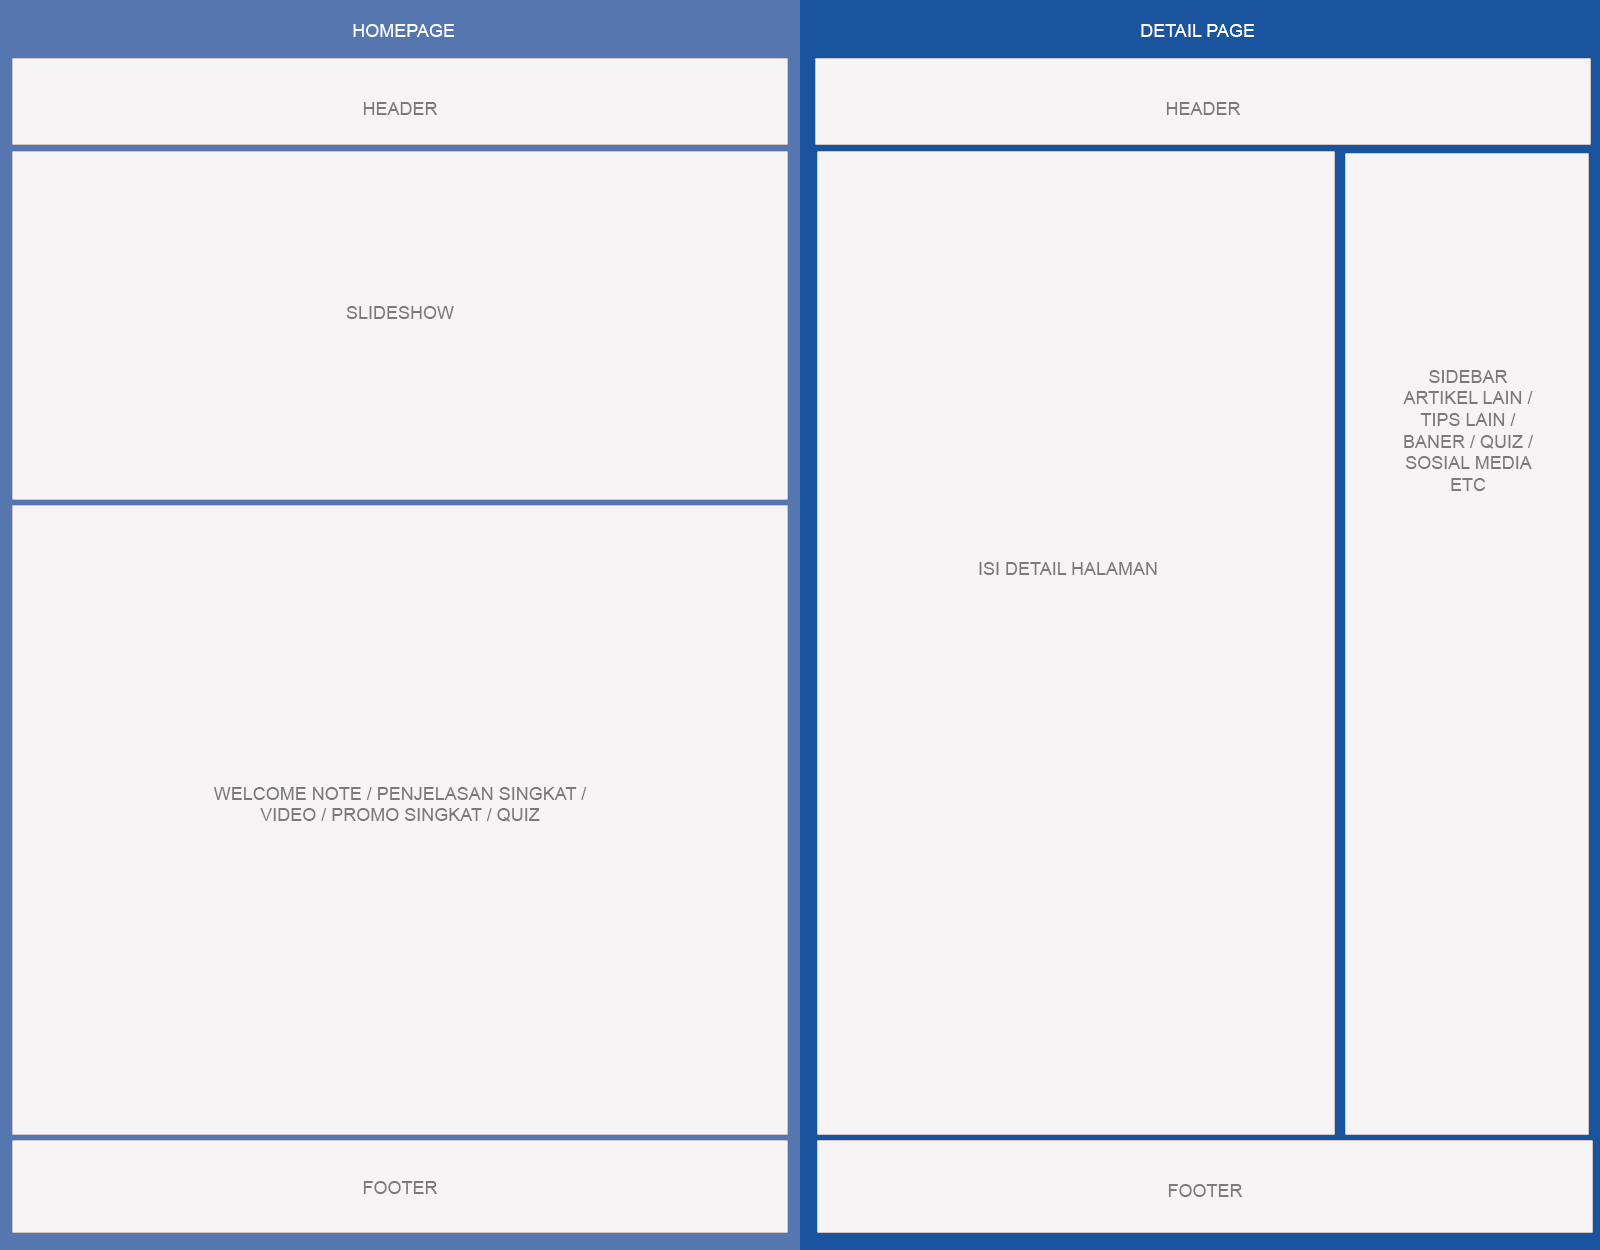 HOMEPAGE
HEADER
SLIDESHOW
WELCOME NOTE / PENJELASAN SINGKAT /
VIDEO / PROMO SINGKAT / QUIZ
FOOTER
DETAIL PAGE
HEADER
ISI DETAIL HALAMAN
SIDEBAR
ARTIKEL LAIN /
TIPS LAIN /
BANER / QUIZ /
SOSIAL MEDIA
ETC
FOOTER